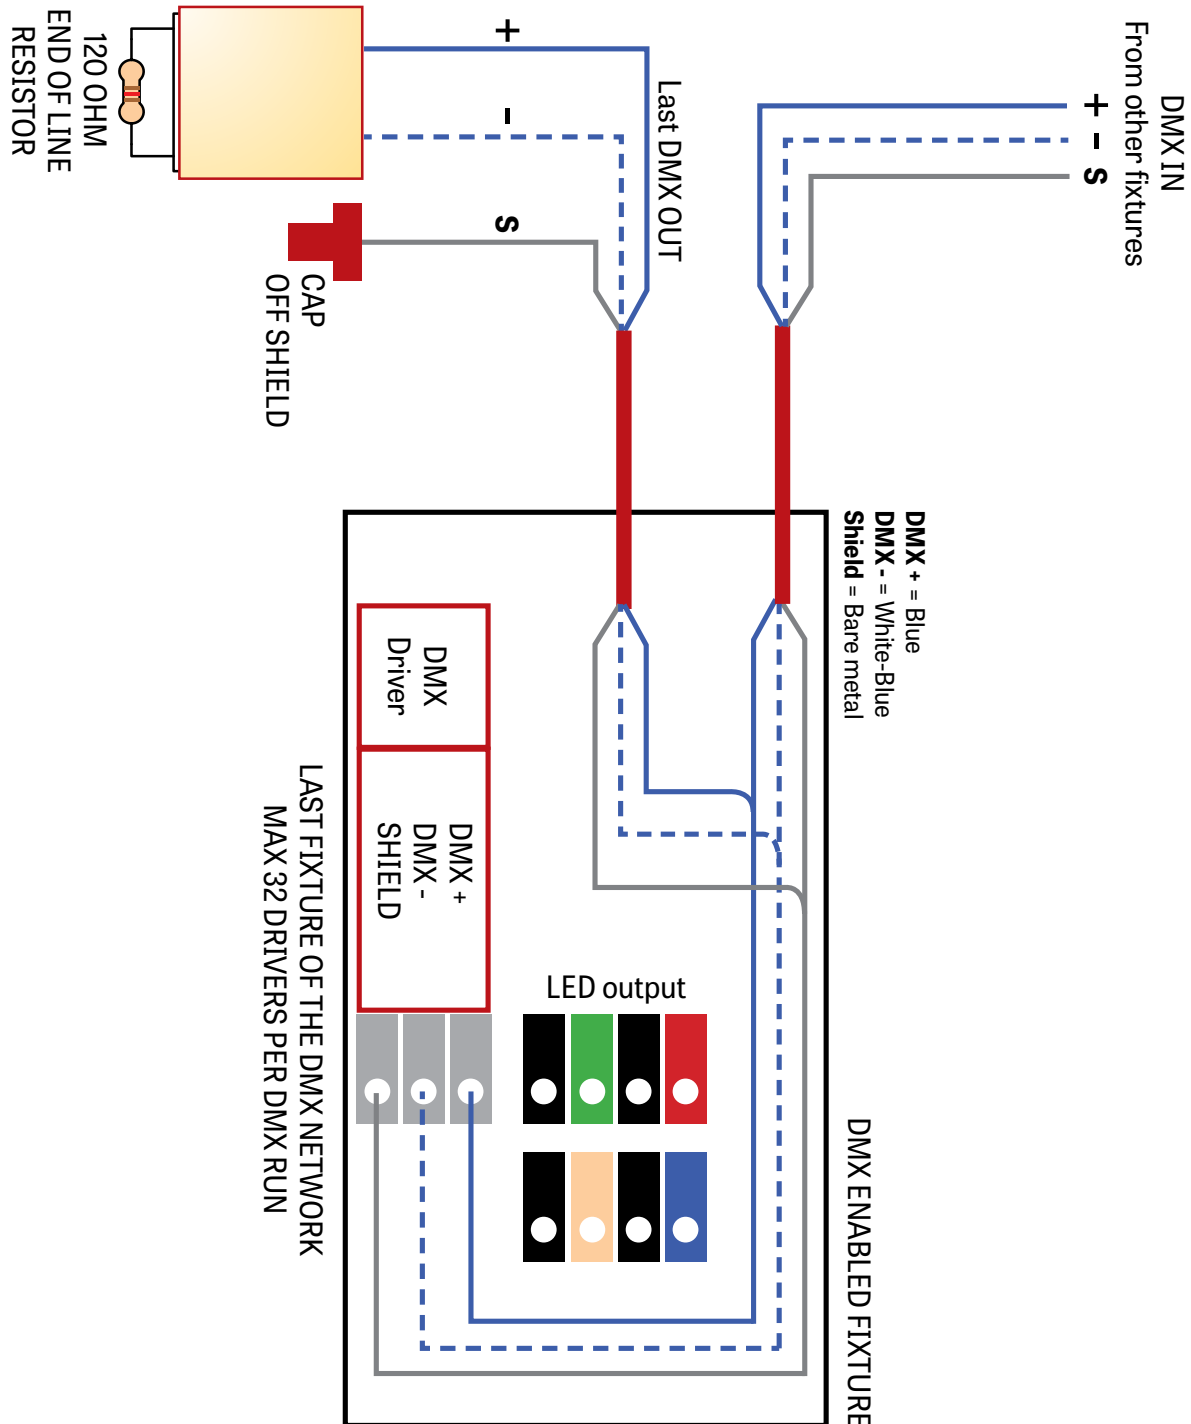 DMX IN
From other fixtures
+
-
S
Last DMX OUT
+
-
S
120 OHM
END OF LINE
RESISTOR
CAP
OFF SHIELD
DMX + = Blue
DMX - = White-Blue
Shield = Bare metal
DMX ENABLED FIXTURE
LED output
DMX
Driver
DMX +
DMX -
SHIELD
LAST FIXTURE OF THE DMX NETWORK
MAX 32 DRIVERS PER DMX RUN